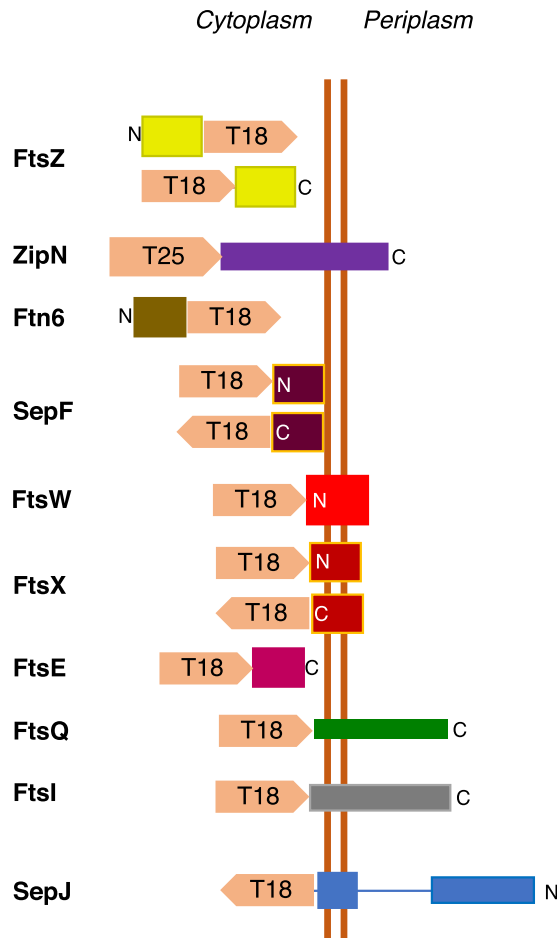 Cytoplasm Periplasm
N T18
FtsZ
T18 C
ZipN T25 C
Ftn6 N T18
T18 N
SepF
T18 C
FtsW T18 N
T18 N
FtsX
T18 C
FtsE T18 C
FtsQ T18 C
FtsI T18 C
SepJ T18 N